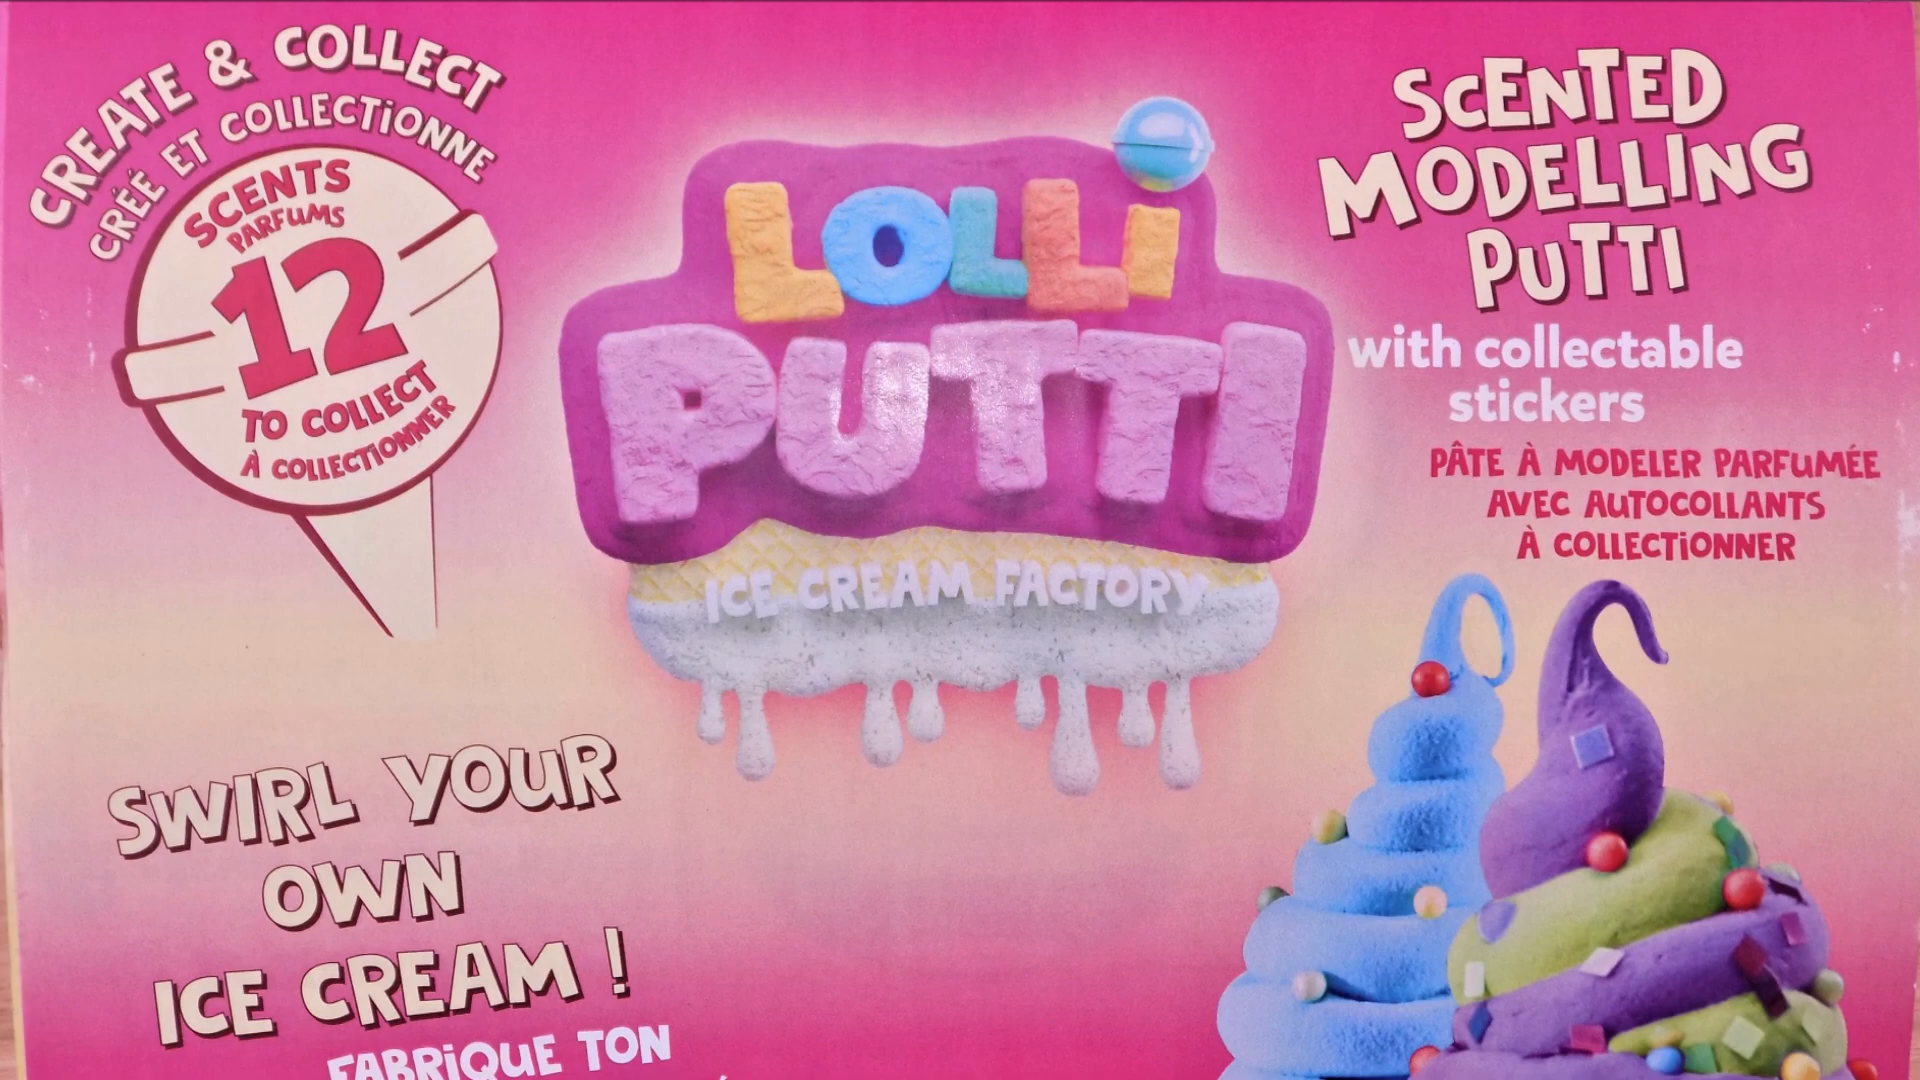 CREATE & COLLECT
CRÉÉ ET COLLECTiONNE
SCENTS
PARFUMS
12
TO COLLECT
À COLLECTIONNER
LOLLi
PUTTI
ICE CREAM FACTORY
SCENTED
MODELLING
PUTTI
with collectable
stickers
PÂTE À MODELER PARFUMÉE
AVEC AUTOCOLLANTS
À COLLECTiONNER
SWIRL YOUR
OWN
ICE CREAM !
FABRiQUE TON